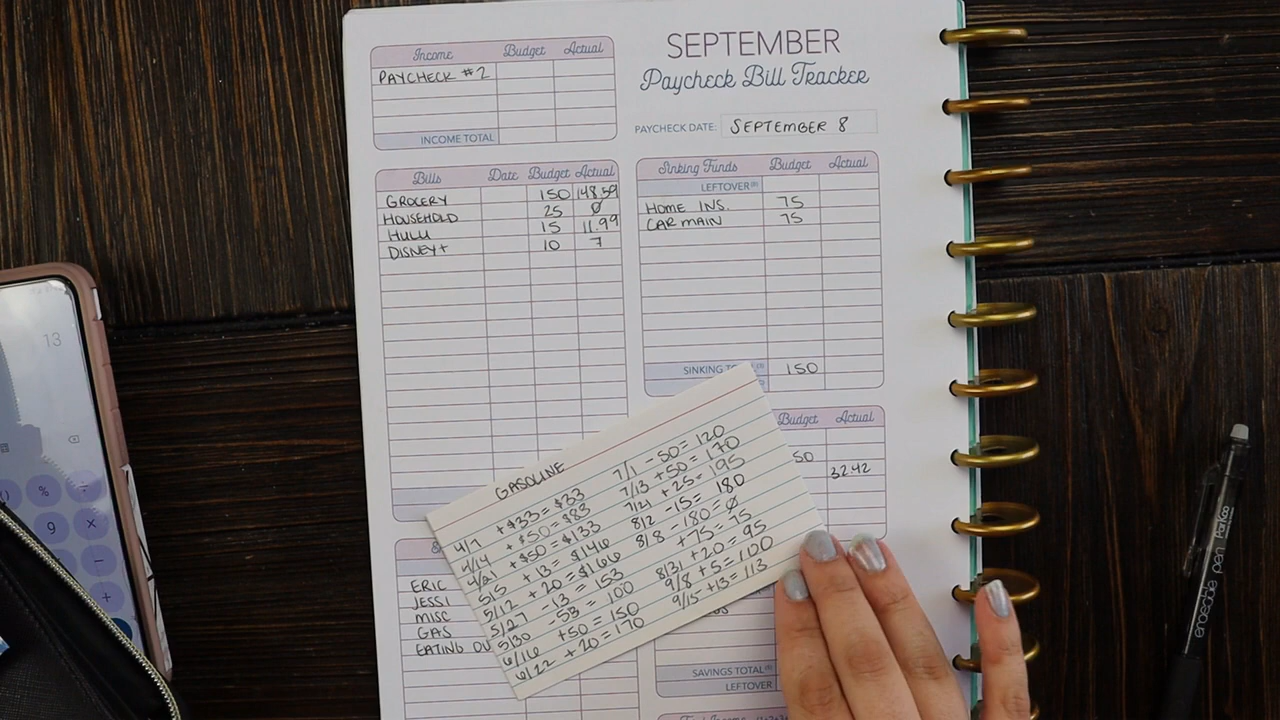 SEPTEMBER
Paycheck Bill Tracker
PAYCHECK DATE: SEPTEMBER 8
Income Budget Actual
PAYCHECK #2
INCOME TOTAL
Bills Date Budget Actual
GROCERY 150 148.59
HOUSEHOLD 25 Ø
HULU 15 11.99
DISNEY+ 10 7
Sinking Funds Budget Actual
LEFTOVER
HOME INS. 75
CAR MAIN 75
SINKING 150
Budget Actual
50
32.42
GASOLINE
4/7 +$33 = $33
4/14 +$50 = $83
4/21 +$50 = $133
5/5 +13 = $146
5/12 +20 = $166
5/27 -13 = 153
5/30 -53 = 100
6/16 +50 = 150
6/22 +20 = 170
7/1 -50 = 120
7/13 +50 = 170
7/21 +25 = 195
8/2 -15 = 180
8/8 -180 = Ø
+75 = 75
8/31 +20 = 95
9/8 +5 = 100
9/15 +13 = 113
ERIC
JESSI
MISC
GAS
EATING OU
SAVINGS TOTAL
LEFTOVER
13
%
9 ×
+
erasable pen ParKoo